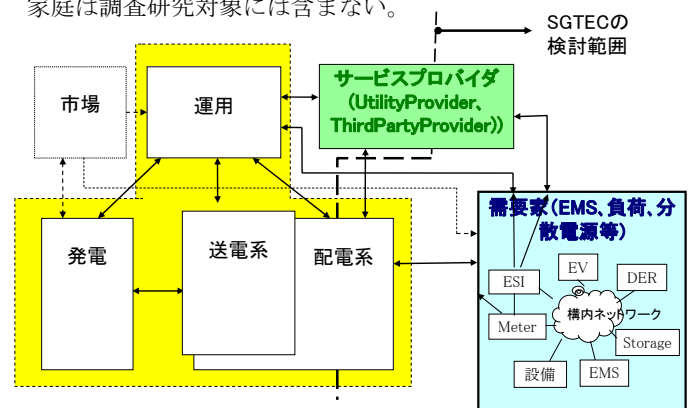 家庭は調査研究対象には含まない。
SGTECの
検討範囲
市場
運用
サービスプロバイダ
(UtilityProvider、
ThirdPartyProvider))
発電
送電系
配電系
需要家(EMS、負荷、分
散電源等)
ESI
EV
DER
Meter
構内ネットワーク
Storage
設備
EMS